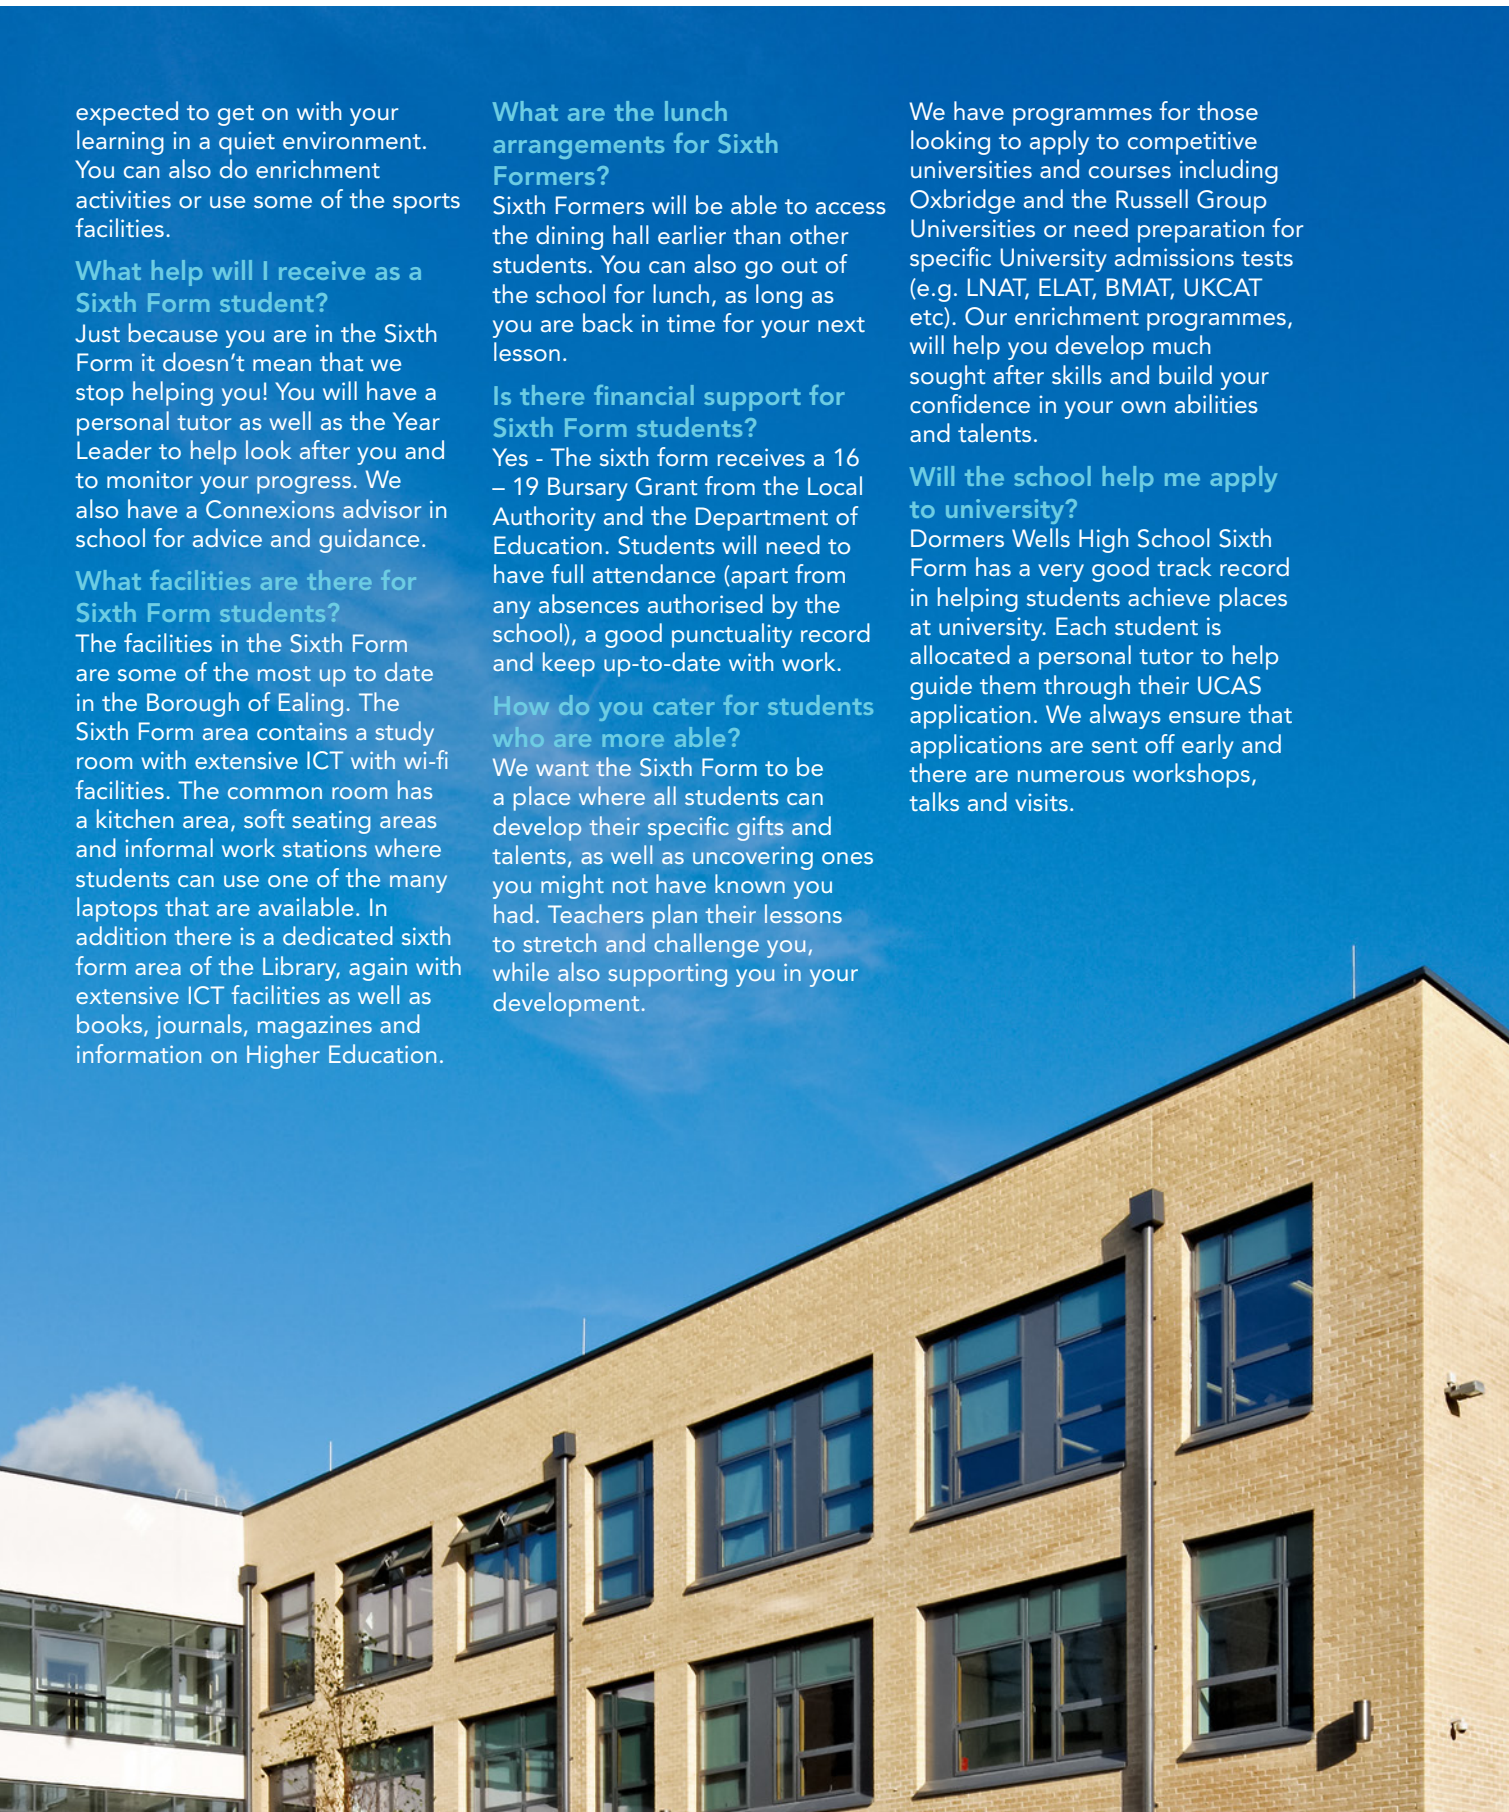 expected to get on with your
learning in a quiet environment.
You can also do enrichment
activities or use some of the sports
facilities.
What help will I receive as a
Sixth Form student?
Just because you are in the Sixth
Form it doesn’t mean that we
stop helping you! You will have a
personal tutor as well as the Year
Leader to help look after you and
to monitor your progress. We
also have a Connexions advisor in
school for advice and guidance.
What facilities are there for
Sixth Form students?
The facilities in the Sixth Form
are some of the most up to date
in the Borough of Ealing. The
Sixth Form area contains a study
room with extensive ICT with wi-fi
facilities. The common room has
a kitchen area, soft seating areas
and informal work stations where
students can use one of the many
laptops that are available. In
addition there is a dedicated sixth
form area of the Library, again with
extensive ICT facilities as well as
books, journals, magazines and
information on Higher Education.
What are the lunch
arrangements for Sixth
Formers?
Sixth Formers will be able to access
the dining hall earlier than other
students. You can also go out of
the school for lunch, as long as
you are back in time for your next
lesson.
Is there financial support for
Sixth Form students?
Yes - The sixth form receives a 16
– 19 Bursary Grant from the Local
Authority and the Department of
Education. Students will need to
have full attendance (apart from
any absences authorised by the
school), a good punctuality record
and keep up-to-date with work.
How do you cater for students
who are more able?
We want the Sixth Form to be
a place where all students can
develop their specific gifts and
talents, as well as uncovering ones
you might not have known you
had. Teachers plan their lessons
to stretch and challenge you,
while also supporting you in your
development.
We have programmes for those
looking to apply to competitive
universities and courses including
Oxbridge and the Russell Group
Universities or need preparation for
specific University admissions tests
(e.g. LNAT, ELAT, BMAT, UKCAT
etc). Our enrichment programmes,
will help you develop much
sought after skills and build your
confidence in your own abilities
and talents.
Will the school help me apply
to university?
Dormers Wells High School Sixth
Form has a very good track record
in helping students achieve places
at university. Each student is
allocated a personal tutor to help
guide them through their UCAS
application. We always ensure that
applications are sent off early and
there are numerous workshops,
talks and visits.